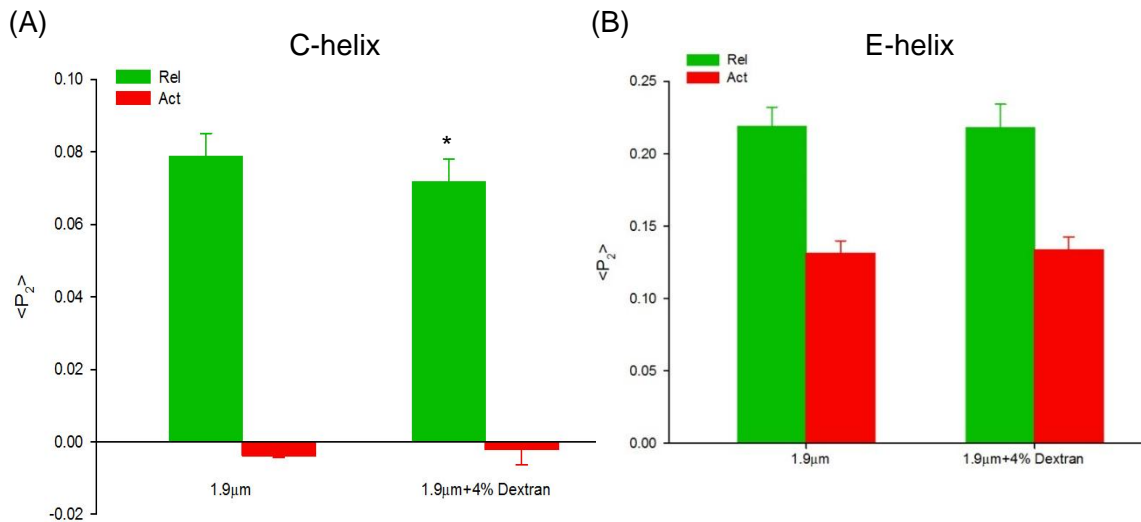 (A)
C-helix
Rel
Act
0.10
0.08
0.06
0.04
0.02
0.00
-0.02
<P2>
*
1.9μm
1.9μm+4% Dextran
(B)
E-helix
Rel
Act
0.25
0.20
0.15
0.10
0.05
0.00
<P2>
1.9μm
1.9μm+4% Dextran